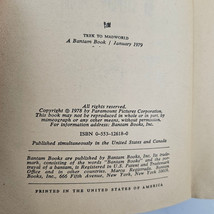 TREK TO MADWORLD
A Bantam Book / January 1979
All rights reserved.
Copyright © 1978 by Paramount Pictures Corporation.
This book may not be reproduced in whole or in part, by
mimeograph or any other means, without permission.
For information address: Bantam Books, Inc.
ISBN 0-553-12618-0
Published simultaneously in the United States and Canada
Bantam Books are published by Bantam Books, Inc. Its trade-
mark, consisting of the words "Bantam Books" and the por-
trayal of a bantam, is Registered in U.S. Patent and Trademark
Office and in other countries. Marca Registrada. Bantam
Books, Inc., 666 Fifth Avenue, New York, New York 10019.
PRINTED IN THE UNITED STATES OF AMERICA